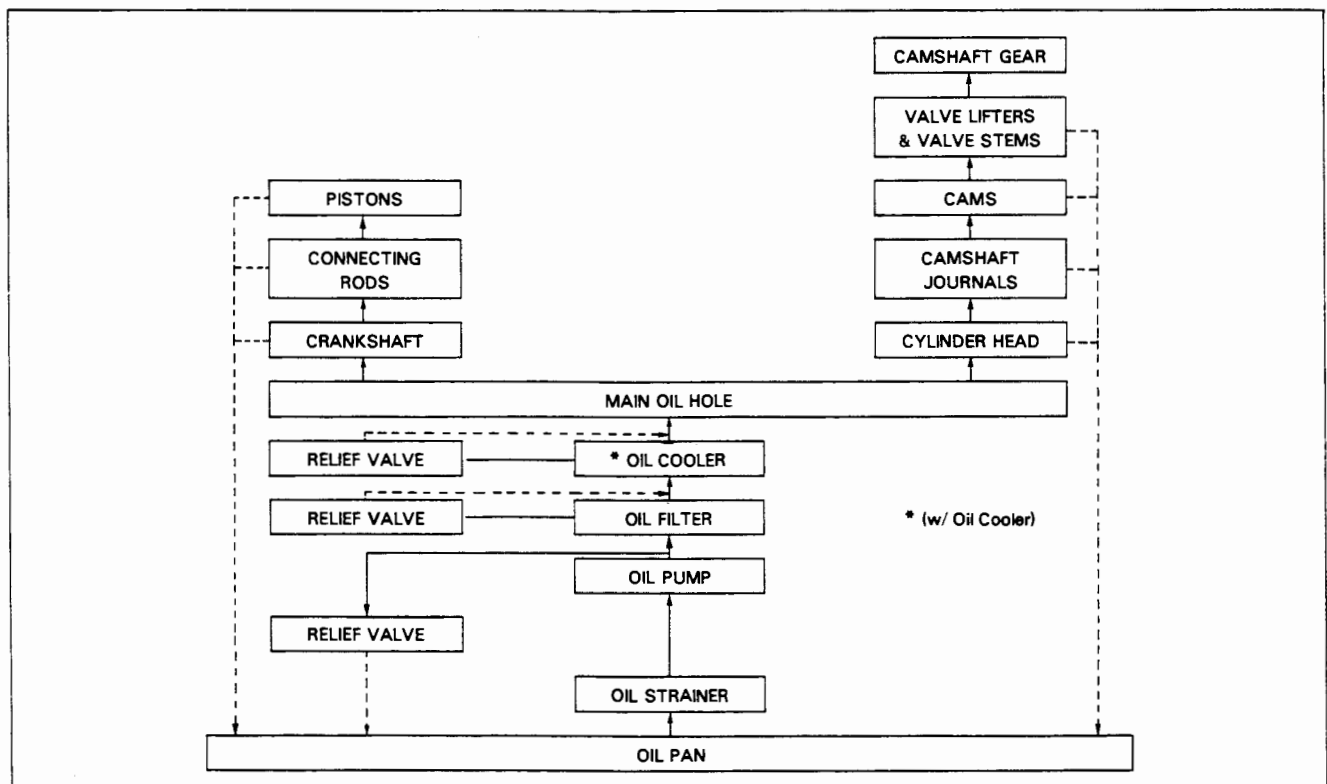 CAMSHAFT GEAR
VALVE LIFTERS
& VALVE STEMS
PISTONS
CAMS
CONNECTING
RODS
CAMSHAFT
JOURNALS
CRANKSHAFT
CYLINDER HEAD
MAIN OIL HOLE
RELIEF VALVE
* OIL COOLER
RELIEF VALVE
OIL FILTER
* (w/ Oil Cooler)
OIL PUMP
RELIEF VALVE
OIL STRAINER
OIL PAN